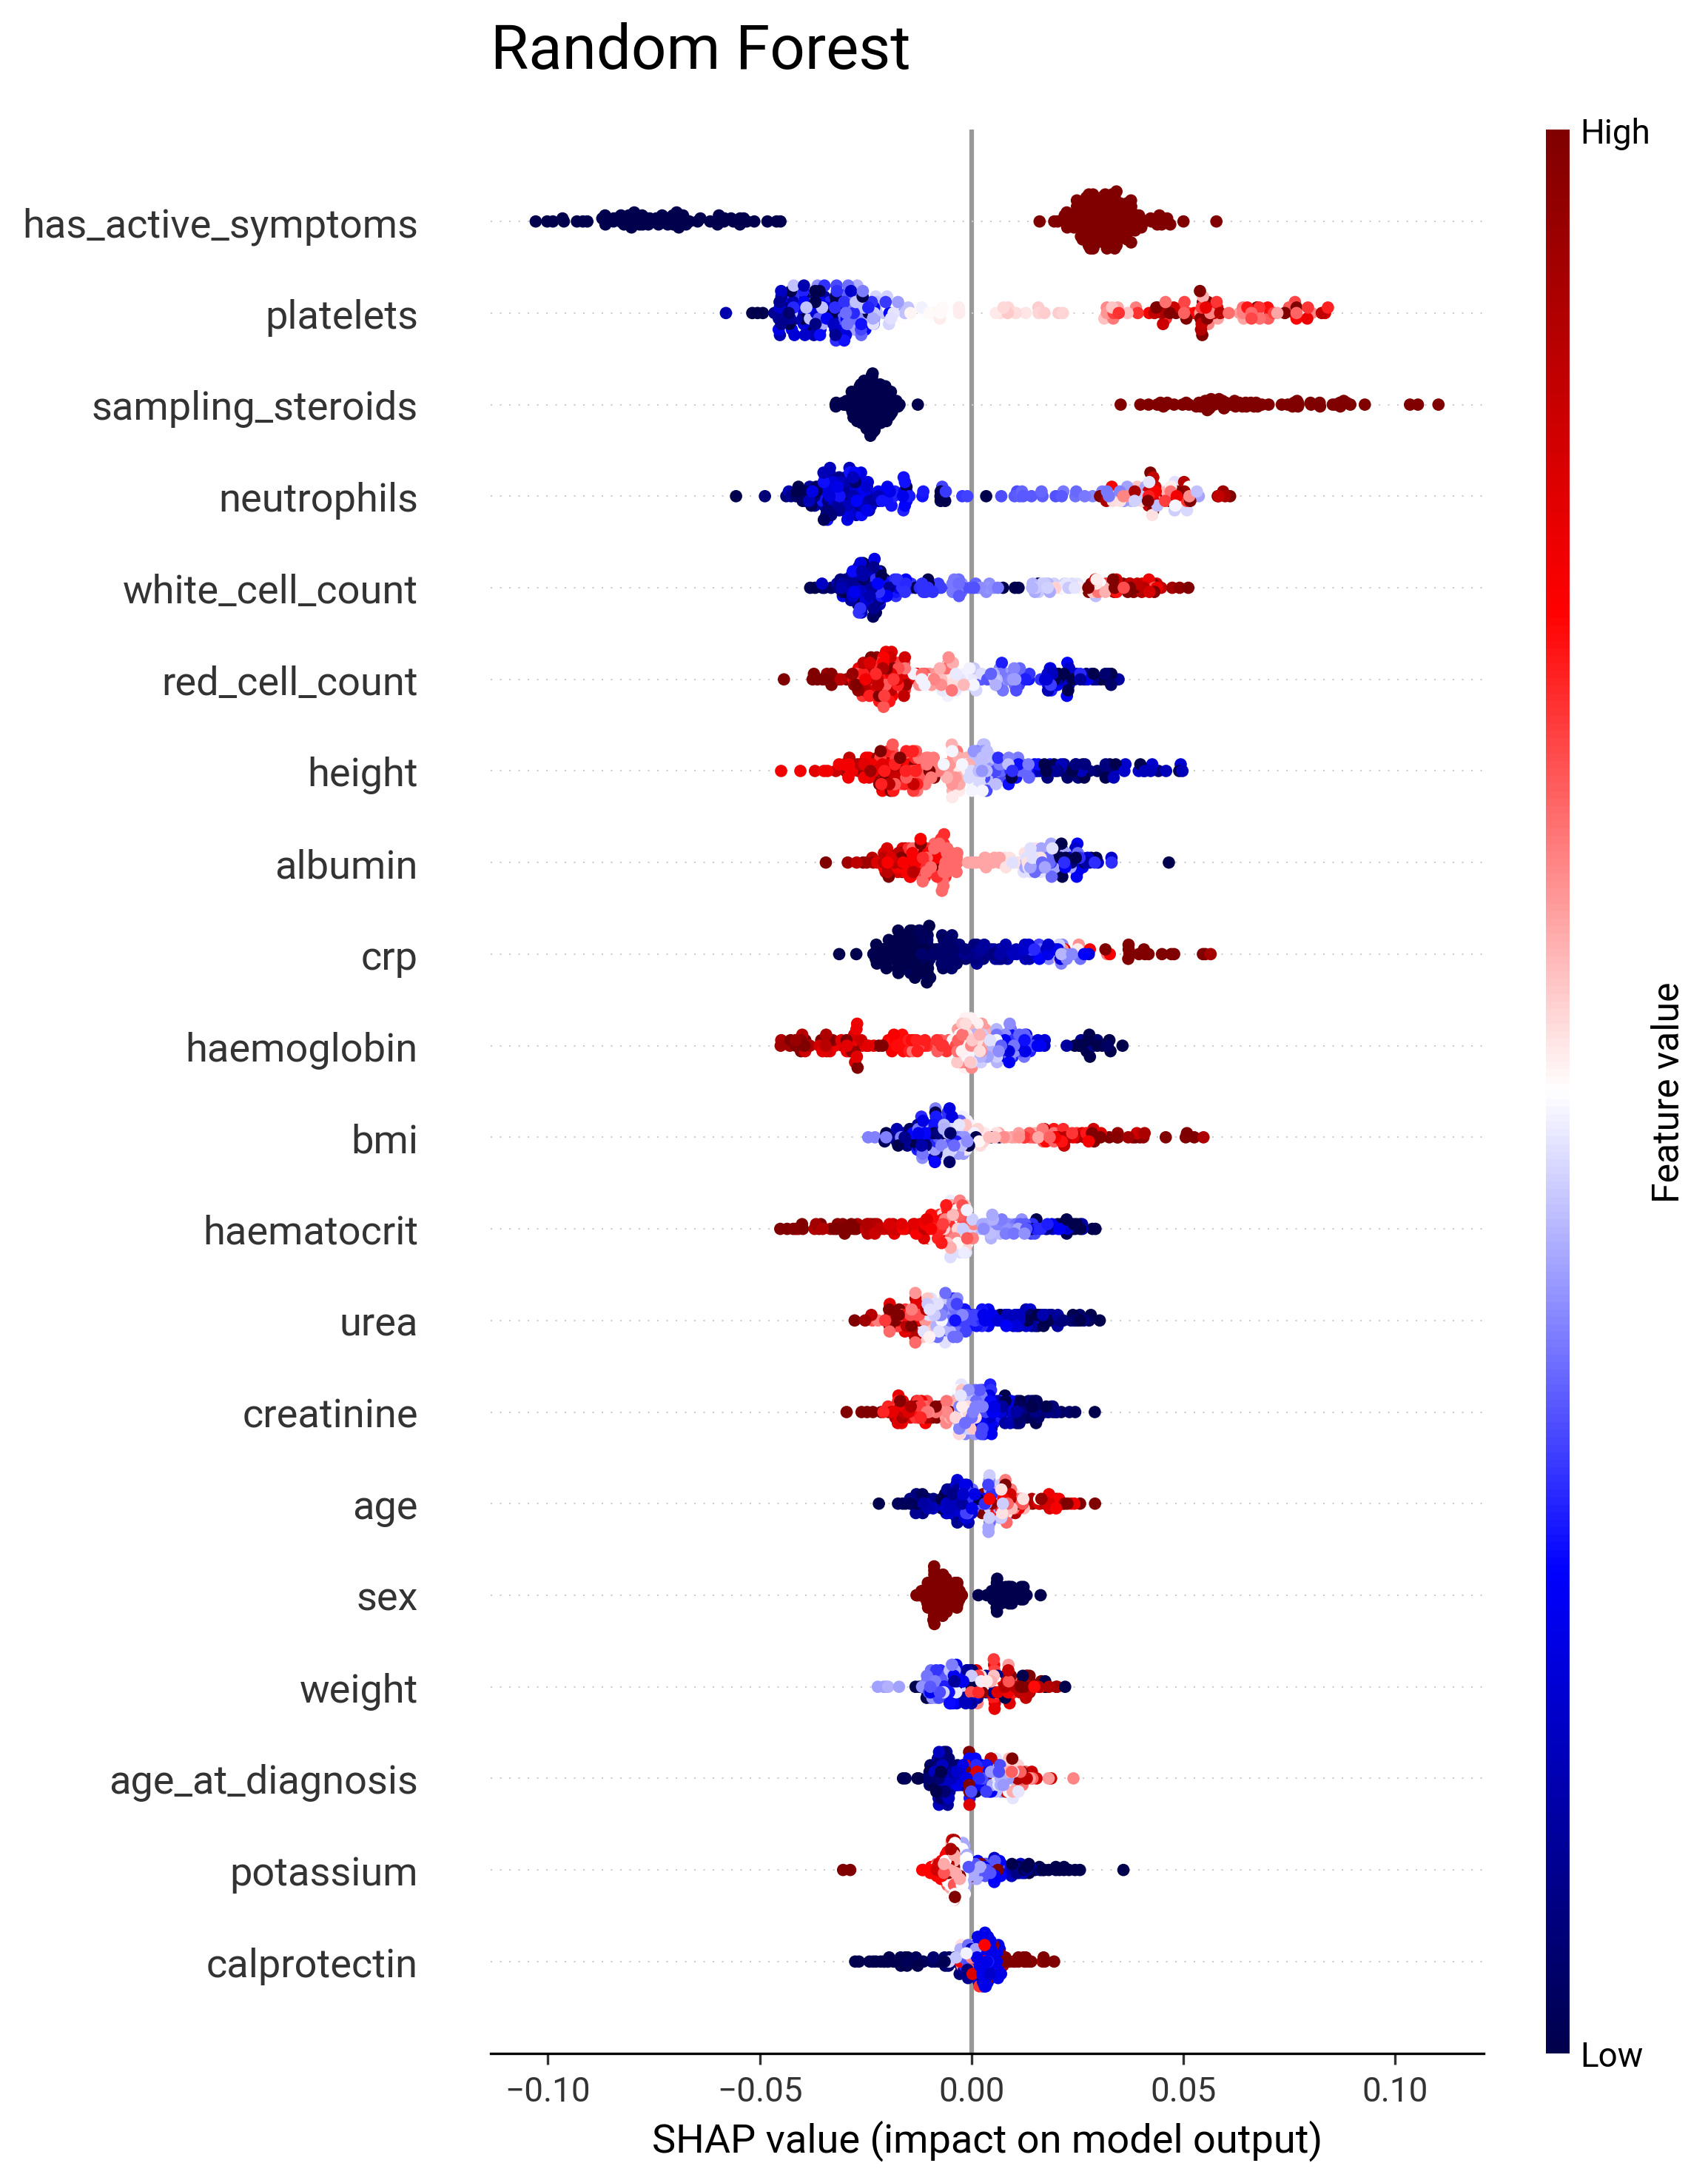 Random Forest
High
has_active_symptoms
platelets
sampling_steroids
neutrophils
white_cell_count
red_cell_count
height
albumin
crp
haemoglobin
bmi
haematocrit
urea
creatinine
age
sex
weight
age_at_diagnosis
potassium
calprotectin
Feature value
Low
−0.10 −0.05 0.00 0.05 0.10
SHAP value (impact on model output)